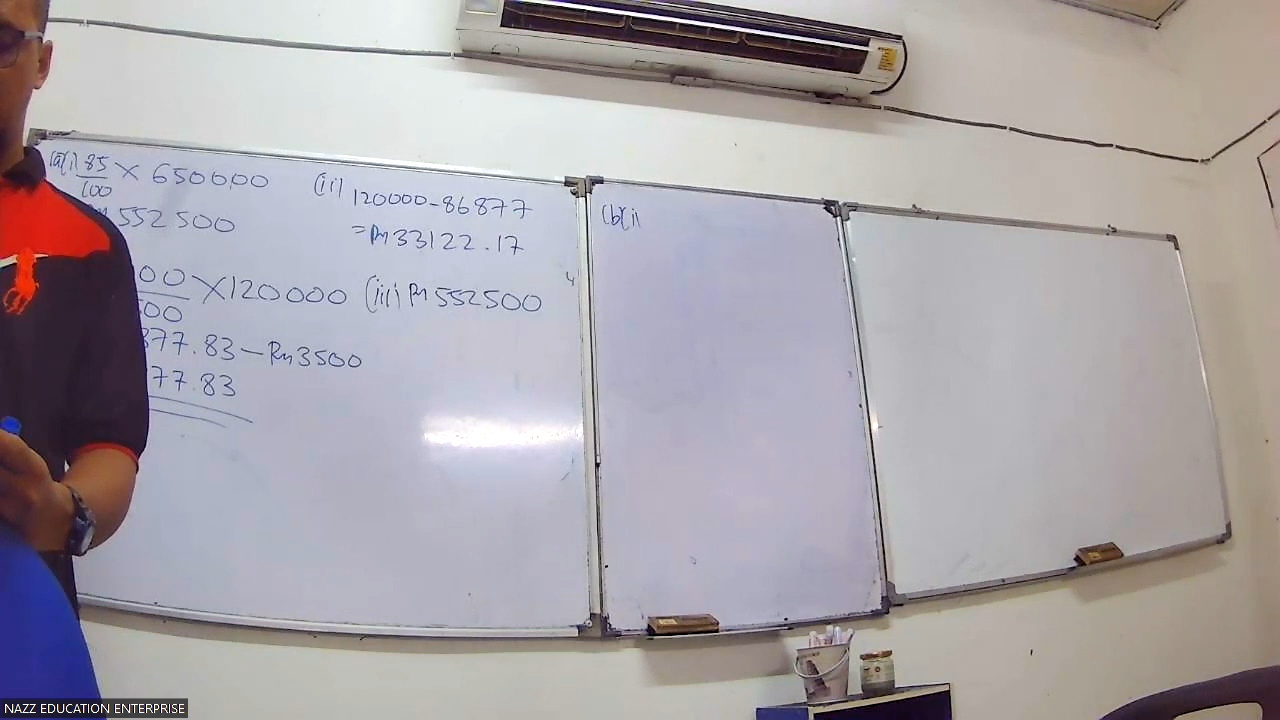 (a)(i) 85/100 × 650000
552500
00/500 × 120000
877.83 - RM3500
77.83
(ii) 120000-86877
=RM33122.17
(iii) RM552500
(b)(i)
NAZZ EDUCATION ENTERPRISE